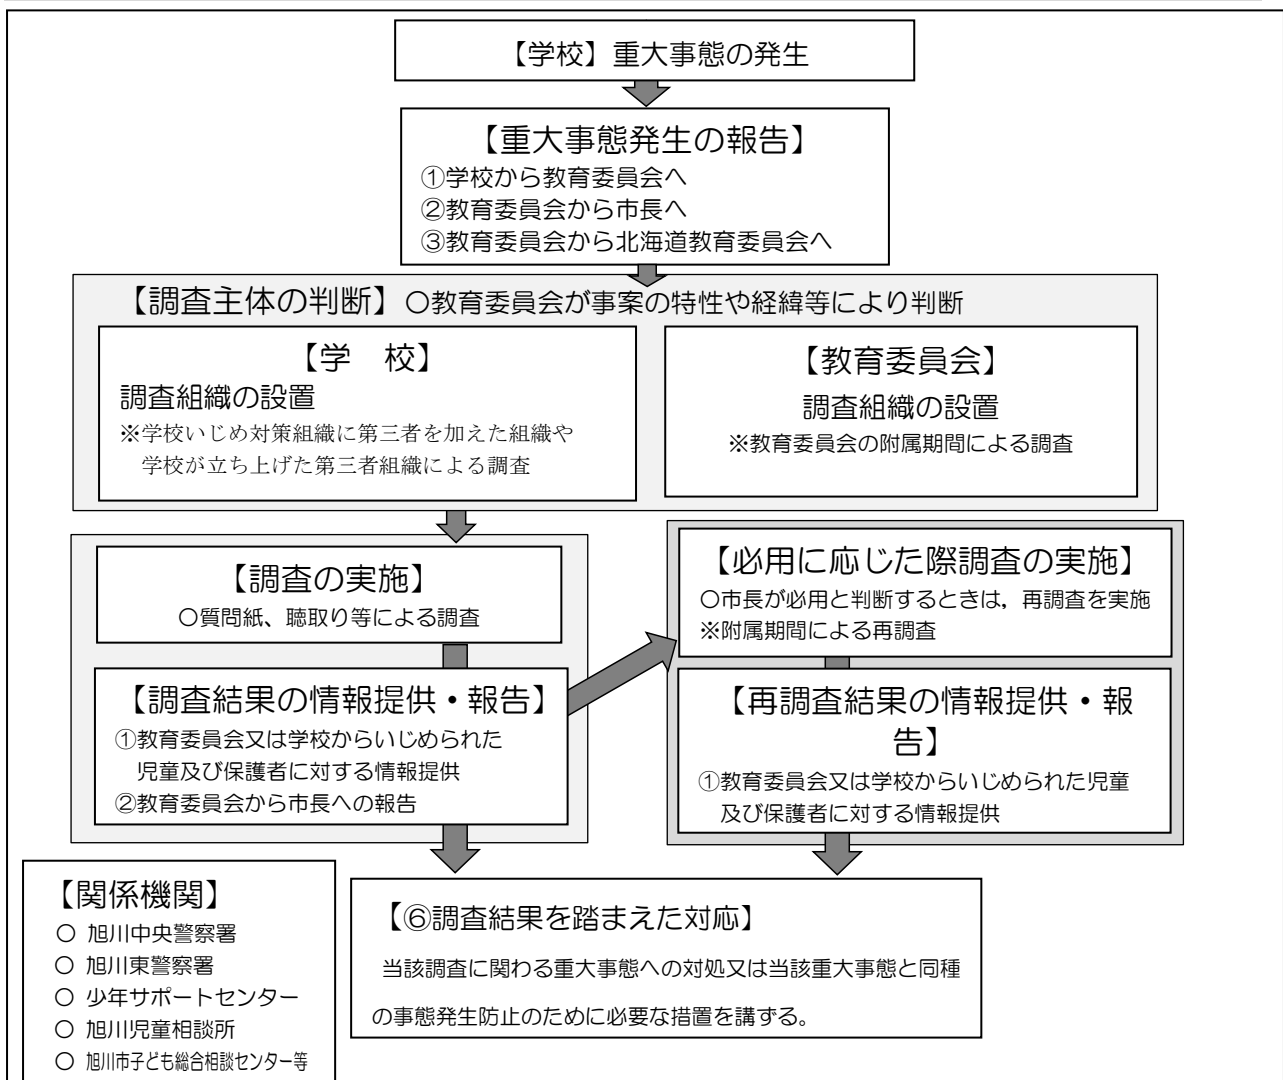 【学校】重大事態の発生
【重大事態発生の報告】
①学校から教育委員会へ
②教育委員会から市長へ
③教育委員会から北海道教育委員会へ
【調査主体の判断】〇教育委員会が事案の特性や経緯等により判断
【学　校】
調査組織の設置
※学校いじめ対策組織に第三者を加えた組織や
学校が立ち上げた第三者組織による調査
【教育委員会】
調査組織の設置
※教育委員会の附属期間による調査
【調査の実施】
〇質問紙、聴取り等による調査
【調査結果の情報提供・報告】
①教育委員会又は学校からいじめられた
児童及び保護者に対する情報提供
②教育委員会から市長への報告
【必用に応じた際調査の実施】
〇市長が必用と判断するときは，再調査を実施
※附属期間による再調査
【再調査結果の情報提供・報
告】
①教育委員会又は学校からいじめられた児童
及び保護者に対する情報提供
【関係機関】
〇 旭川中央警察署
〇 旭川東警察署
〇 少年サポートセンター
〇 旭川児童相談所
〇 旭川市子ども総合相談センター等
【⑥調査結果を踏まえた対応】
当該調査に関わる重大事態への対処又は当該重大事態と同種
の事態発生防止のために必要な措置を講ずる。